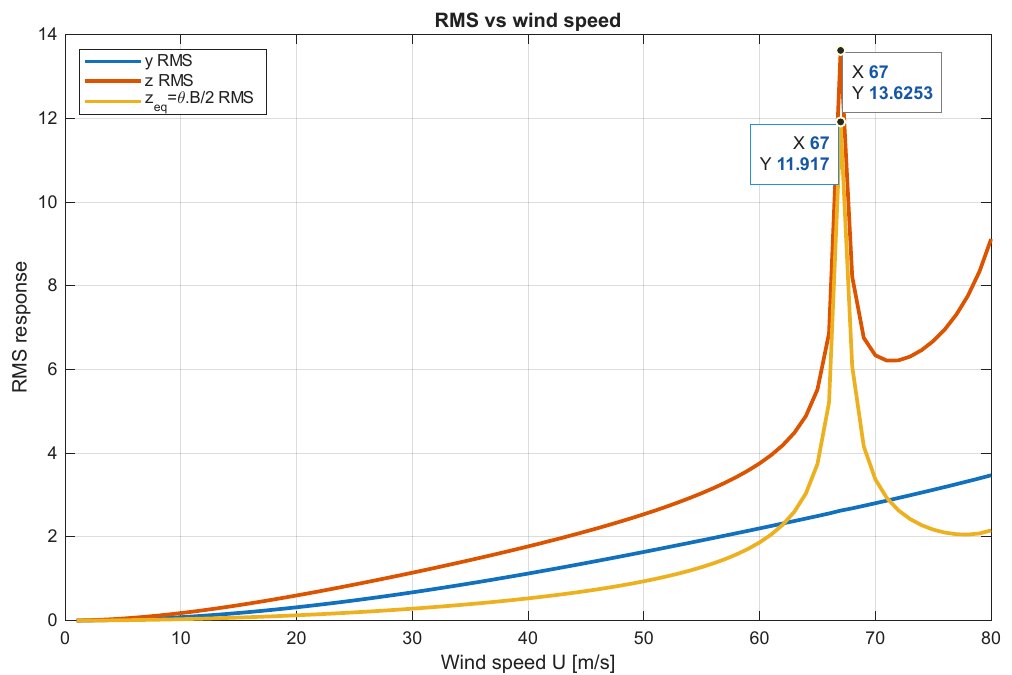 RMS vs wind speed
14
12
10
8
6
4
2
0
RMS response
y RMS
z RMS
z_eq=θ.B/2 RMS
X 67
Y 13.6253
X 67
Y 11.917
0 10 20 30 40 50 60 70 80
Wind speed U [m/s]